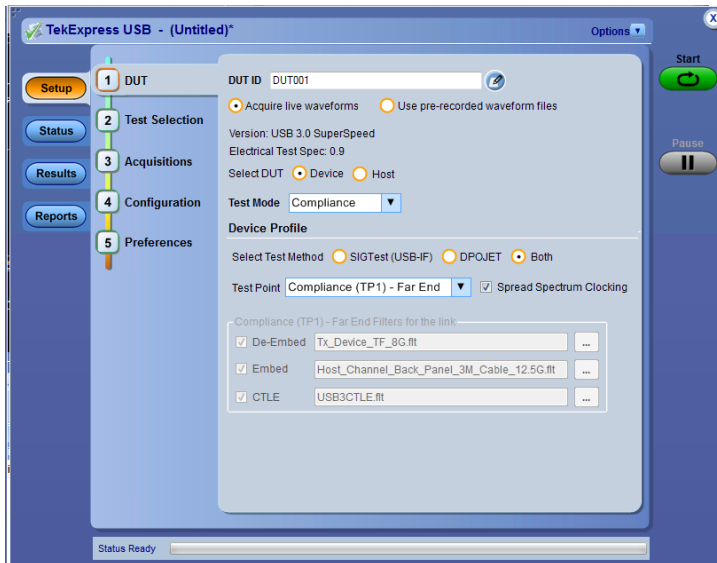 TekExpress USB - (Untitled)*
Options
x
Start
Pause
Setup
Status
Results
Reports
1 DUT
2 Test Selection
3 Acquisitions
4 Configuration
5 Preferences
DUT ID DUT001
Acquire live waveforms Use pre-recorded waveform files
Version: USB 3.0 SuperSpeed
Electrical Test Spec: 0.9
Select DUT Device Host
Test Mode Compliance
Device Profile
Select Test Method SIGTest (USB-IF) DPOJET Both
Test Point Compliance (TP1) - Far End Spread Spectrum Clocking
Compliance (TP1) - Far End Filters for the link
De-Embed Tx_Device_TF_8G.flt ...
Embed Host_Channel_Back_Panel_3M_Cable_12.5G.flt ...
CTLE USB3CTLE.flt ...
Status Ready